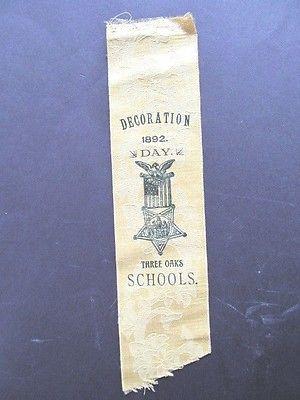 DECORATION
1892.
DAY.
THREE OAKS
SCHOOLS.